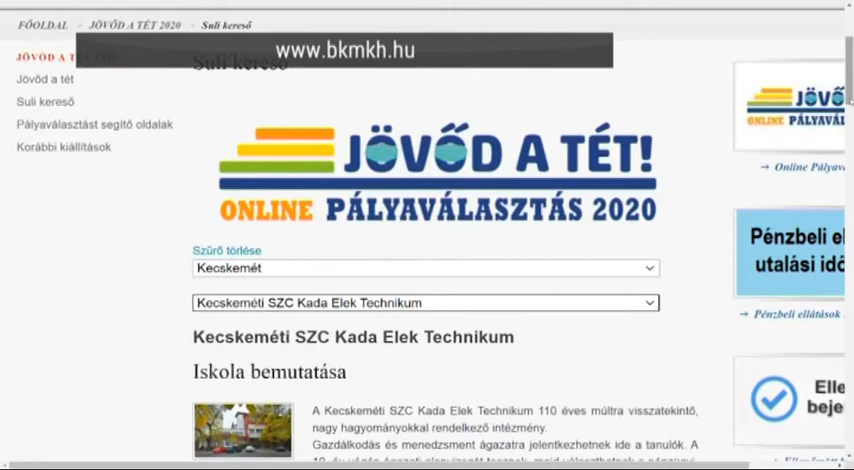 FŐOLDAL JÖVŐD A TÉT 2020 Suli kereső
www.bkmkh.hu
JÖVŐD A
Suli kereső
Jövőd a tét
Suli kereső
Pályaválasztást segítő oldalak
Korábbi kiállítások
JÖVŐD A TÉT!
ONLINE PÁLYAVÁLASZTÁS 2020
Szűrő törlése
Kecskemét
Kecskeméti SZC Kada Elek Technikum
Kecskeméti SZC Kada Elek Technikum
Iskola bemutatása
A Kecskeméti SZC Kada Elek Technikum 110 éves múltra visszatekintő,
nagy hagyományokkal rendelkező intézmény.
Gazdálkodás és menedzsment ágazatra jelentkezhetnek ide a tanulók. A
JÖVŐ
ONLINE PÁLYAVÁL
→ Online Pályav
Pénzbeli el
utalási idő
→ Pénzbeli ellátások
Elle
beje